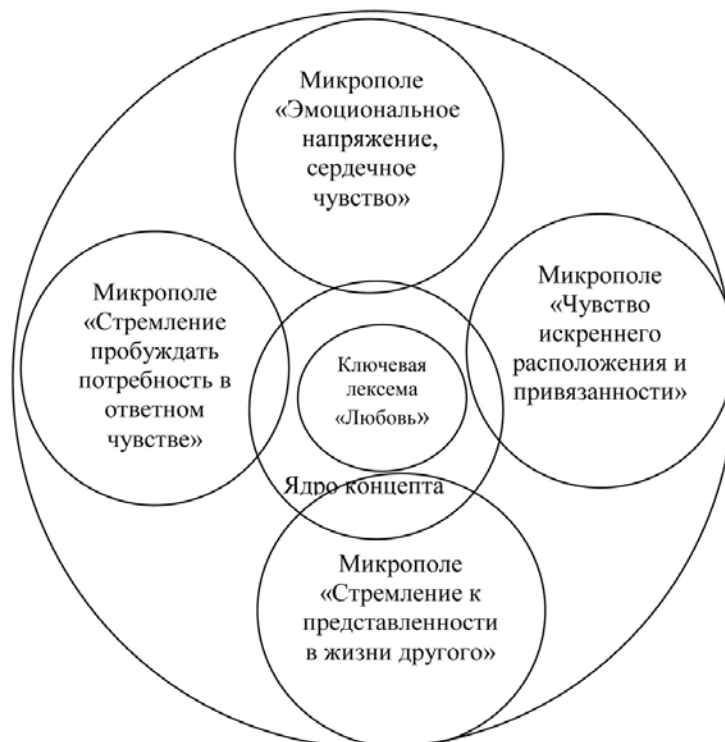 Микрополе
«Эмоциональное
напряжение,
сердечное
чувство»
Микрополе
«Стремление
пробуждать
потребность в
ответном
чувстве»
Ключевая
лексема
«Любовь»
Микрополе
«Чувство
искреннего
расположения и
привязанности»
Ядро концепта
Микрополе
«Стремление к
представленности
в жизни другого»